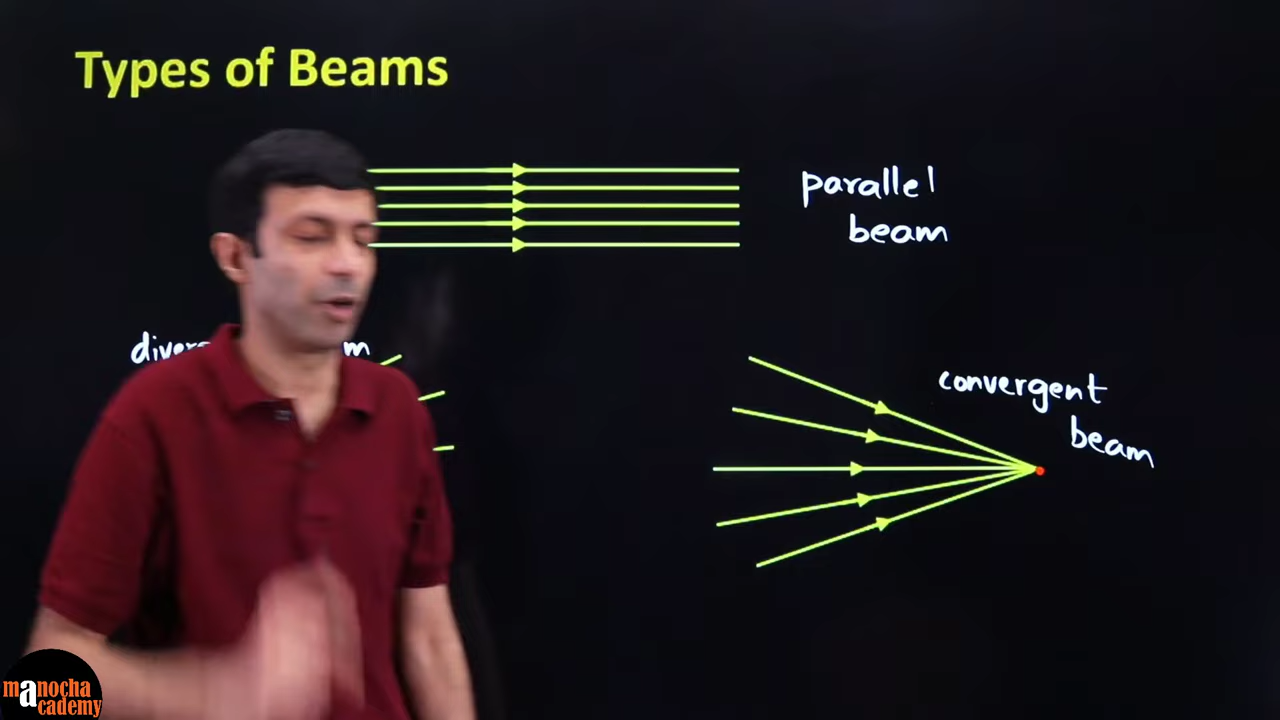 Types of Beams
parallel
beam
convergent
beam
manocha
academy